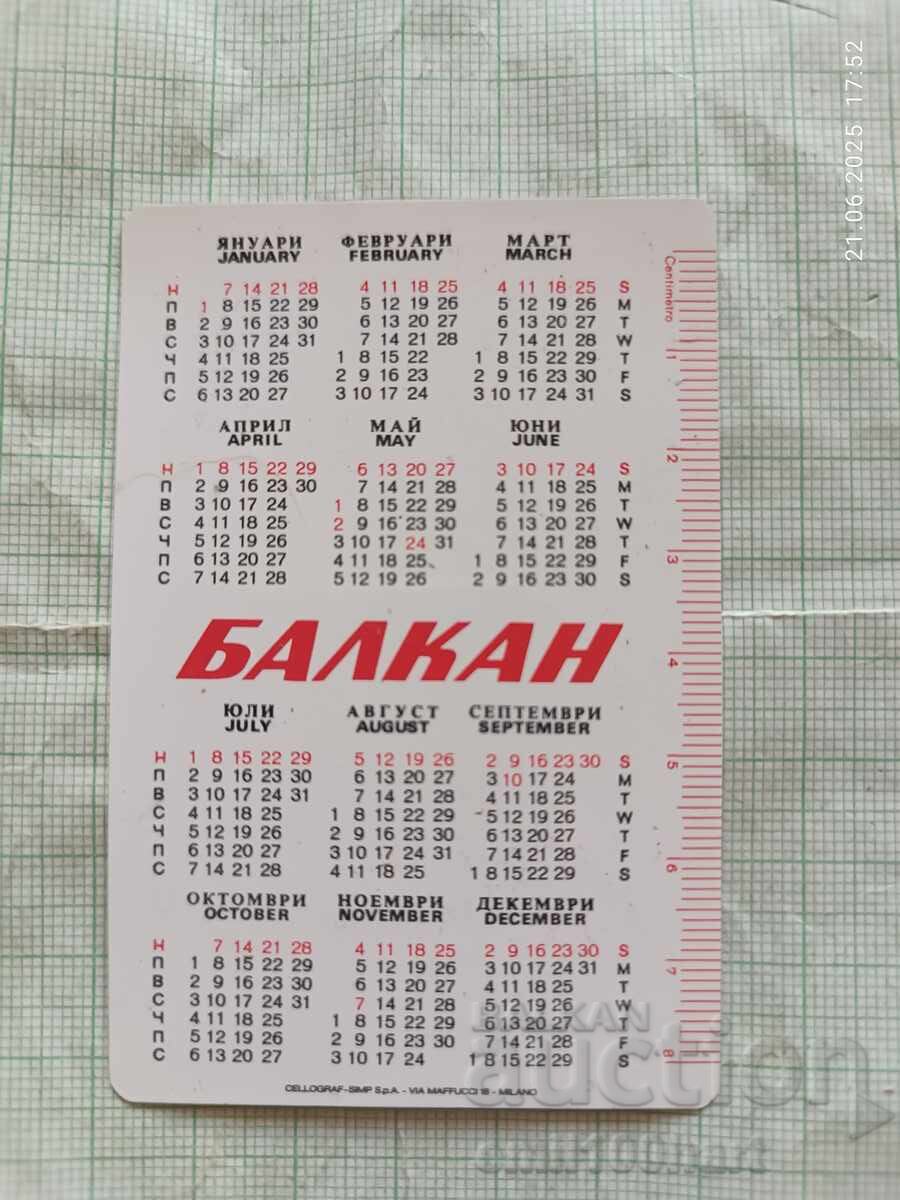 21.06.2025 17:52
ЯНУАРИ ФЕВРУАРИ МАРТ
JANUARY FEBRUARY MARCH
Н 7 14 21 28 4 11 18 25 4 11 18 25 S
П 1 8 15 22 29 5 12 19 26 5 12 19 26 M
В 2 9 16 23 30 6 13 20 27 6 13 20 27 T
С 3 10 17 24 31 7 14 21 28 7 14 21 28 W
Ч 4 11 18 25 1 8 15 22 1 8 15 22 29 T
П 5 12 19 26 2 9 16 23 2 9 16 23 30 F
С 6 13 20 27 3 10 17 24 3 10 17 24 31 S
АПРИЛ МАЙ ЮНИ
APRIL MAY JUNE
Н 1 8 15 22 29 6 13 20 27 3 10 17 24 S
П 2 9 16 23 30 7 14 21 28 4 11 18 25 M
В 3 10 17 24 1 8 15 22 29 5 12 19 26 T
С 4 11 18 25 2 9 16 23 30 6 13 20 27 W
Ч 5 12 19 26 3 10 17 24 31 7 14 21 28 T
П 6 13 20 27 4 11 18 25 1 8 15 22 29 F
С 7 14 21 28 5 12 19 26 2 9 16 23 30 S
БАЛКАН
ЮЛИ АВГУСТ СЕПТЕМВРИ
JULY AUGUST SEPTEMBER
Н 1 8 15 22 29 5 12 19 26 2 9 16 23 30 S
П 2 9 16 23 30 6 13 20 27 3 10 17 24 M
В 3 10 17 24 31 7 14 21 28 4 11 18 25 T
С 4 11 18 25 1 8 15 22 29 5 12 19 26 W
Ч 5 12 19 26 2 9 16 23 30 6 13 20 27 T
П 6 13 20 27 3 10 17 24 31 7 14 21 28 F
С 7 14 21 28 4 11 18 25 1 8 15 22 29 S
ОКТОМВРИ НОЕМВРИ ДЕКЕМВРИ
OCTOBER NOVEMBER DECEMBER
Н 7 14 21 28 4 11 18 25 2 9 16 23 30 S
П 1 8 15 22 29 5 12 19 26 3 10 17 24 31 M
В 2 9 16 23 30 6 13 20 27 4 11 18 25 T
С 3 10 17 24 31 7 14 21 28 5 12 19 26 W
Ч 4 11 18 25 1 8 15 22 29 6 13 20 27 T
П 5 12 19 26 2 9 16 23 30 7 14 21 28 F
С 6 13 20 27 3 10 17 24 1 8 15 22 29 S
CELLOGRAF-SIMP S.p.A. - VIA MAFFUCCI 18 - MILANO
Centimetro 1 2 3 4 5 6 7 8
BALKAN
auction
emil100hart